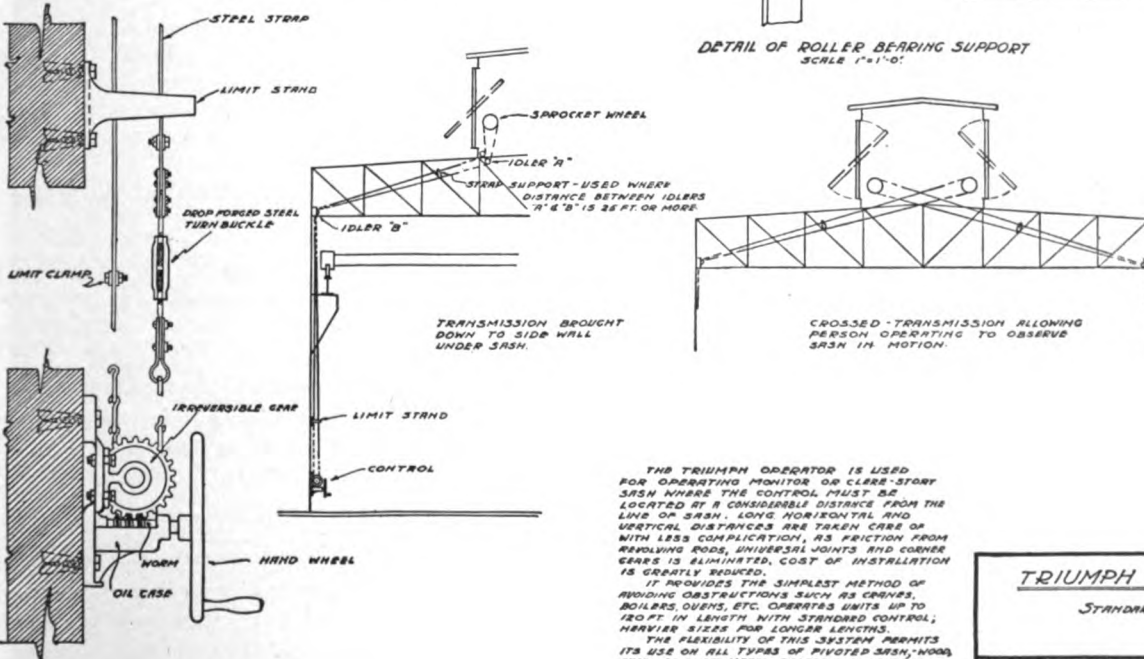 STEEL STRAP
LIMIT STAND
DROP FORGED STEEL
TURNBUCKLE
LIMIT CLAMP
IRREVERSIBLE GEAR
WORM
OIL CASE
HAND WHEEL
SPROCKET WHEEL
IDLER "A"
STRAP SUPPORT - USED WHERE
DISTANCE BETWEEN IDLERS
"A" & "B" IS 25 FT. OR MORE
IDLER "B"
TRANSMISSION BROUGHT
DOWN TO SIDE WALL
UNDER SASH.
LIMIT STAND
CONTROL
DETAIL OF ROLLER BEARING SUPPORT
SCALE 1"=1'-0".
CROSSED - TRANSMISSION ALLOWING
PERSON OPERATING TO OBSERVE
SASH IN MOTION.
THE TRIUMPH OPERATOR IS USED
FOR OPERATING MONITOR OR CLERE-STORY
SASH WHERE THE CONTROL MUST BE
LOCATED AT A CONSIDERABLE DISTANCE FROM THE
LINE OF SASH. LONG HORIZONTAL AND
VERTICAL DISTANCES ARE TAKEN CARE OF
WITH LESS COMPLICATION, AS FRICTION FROM
REVOLVING RODS, UNIVERSAL JOINTS AND CORNER
GEARS IS ELIMINATED, COST OF INSTALLATION
IS GREATLY REDUCED.
IT PROVIDES THE SIMPLEST METHOD OF
AVOIDING OBSTRUCTIONS SUCH AS CRANES,
BOILERS, OVENS, ETC. OPERATES UNITS UP TO
120 FT. IN LENGTH WITH STANDARD CONTROL;
HEAVIER SIZES FOR LONGER LENGTHS.
THE FLEXIBILITY OF THIS SYSTEM PERMITS
ITS USE ON ALL TYPES OF PIVOTED SASH, - WOOD,
TRIUMPH
STANDAR